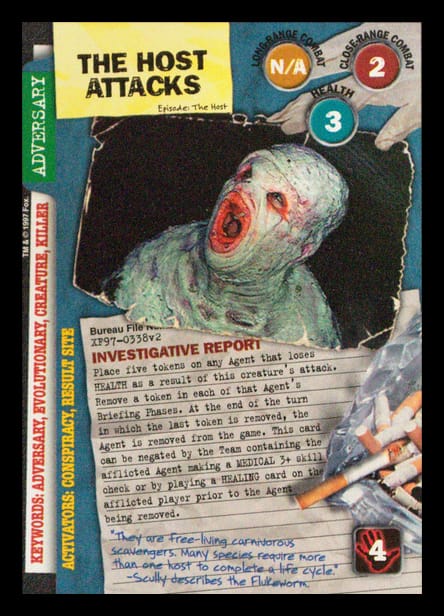 THE HOST
ATTACKS
Episode: The Host
LONG-RANGE COMBAT
N/A
CLOSE-RANGE COMBAT
2
HEALTH
3
ADVERSARY
TM & © 1997 Fox.
KEYWORDS: ADVERSARY, EVOLUTIONARY, CREATURE, KILLER
ACTIVATORS: CONSPIRACY, RESULT SITE
Bureau File No.
XF97-0338v2
INVESTIGATIVE REPORT
Place five tokens on any Agent that loses
HEALTH as a result of this creature's attack.
Remove a token in each of that Agent's
Briefing Phases. At the end of the turn
in which the last token is removed, the
Agent is removed from the game. This card
can be negated by the Team containing the
afflicted Agent making a MEDICAL 3+ skill
check or by playing a HEALING card on the
afflicted player prior to the Agent
being removed.
"They are free-living carnivorous
scavengers. Many species require more
than one host to complete a life cycle."
-Scully describes the Flukeworm
4